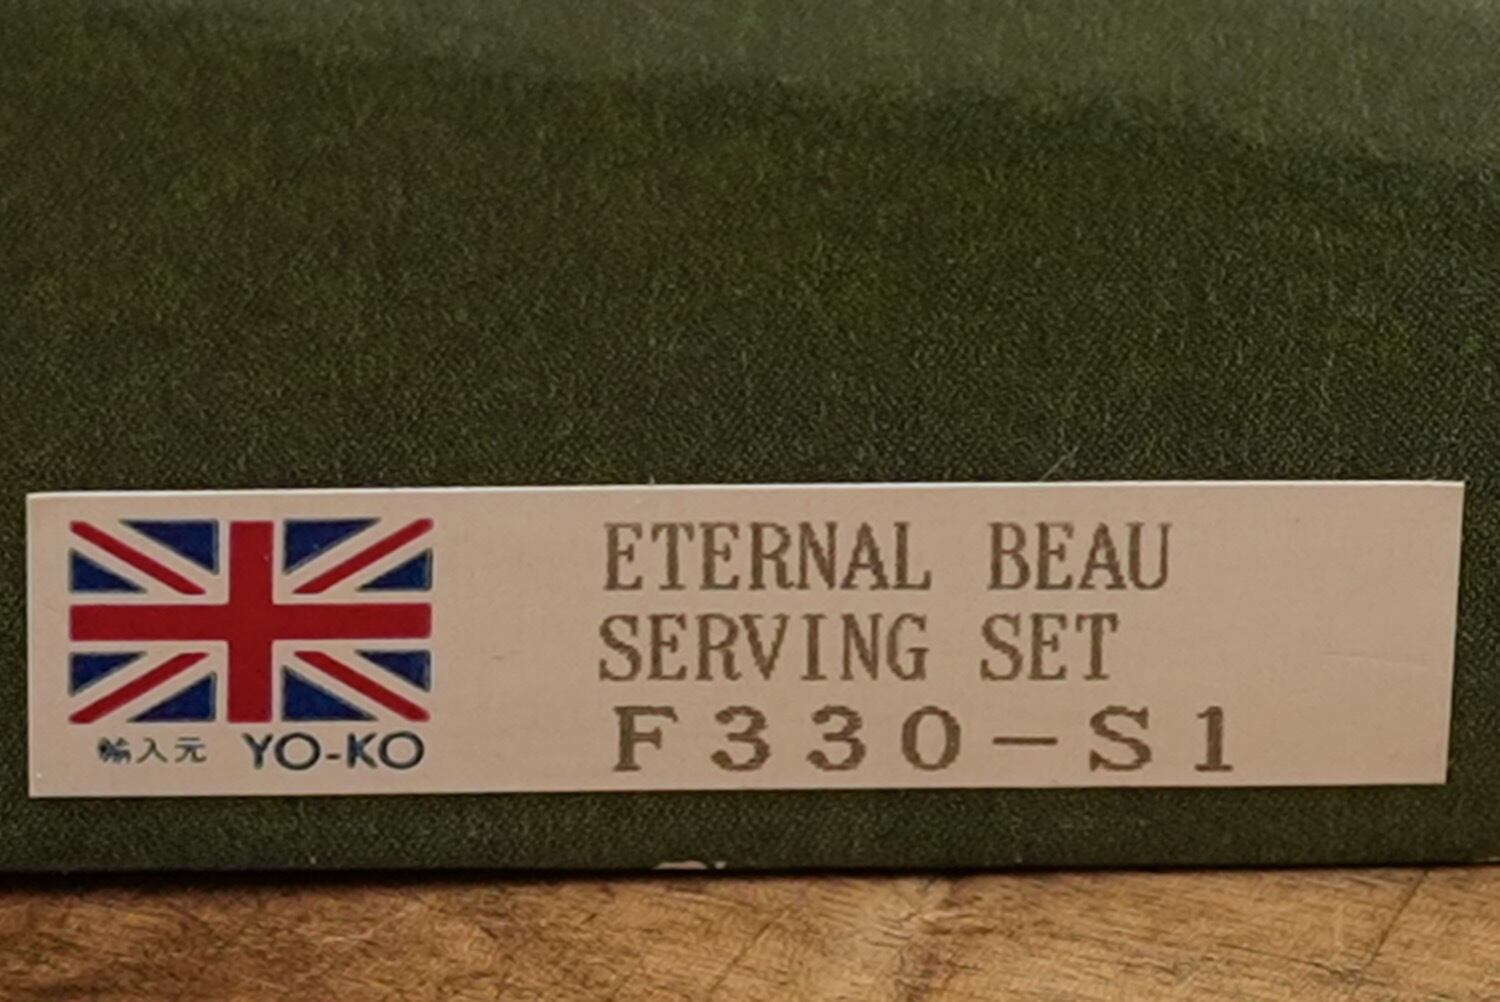 ETERNAL BEAU
SERVING SET
F330-S1
輸入元 YO-KO